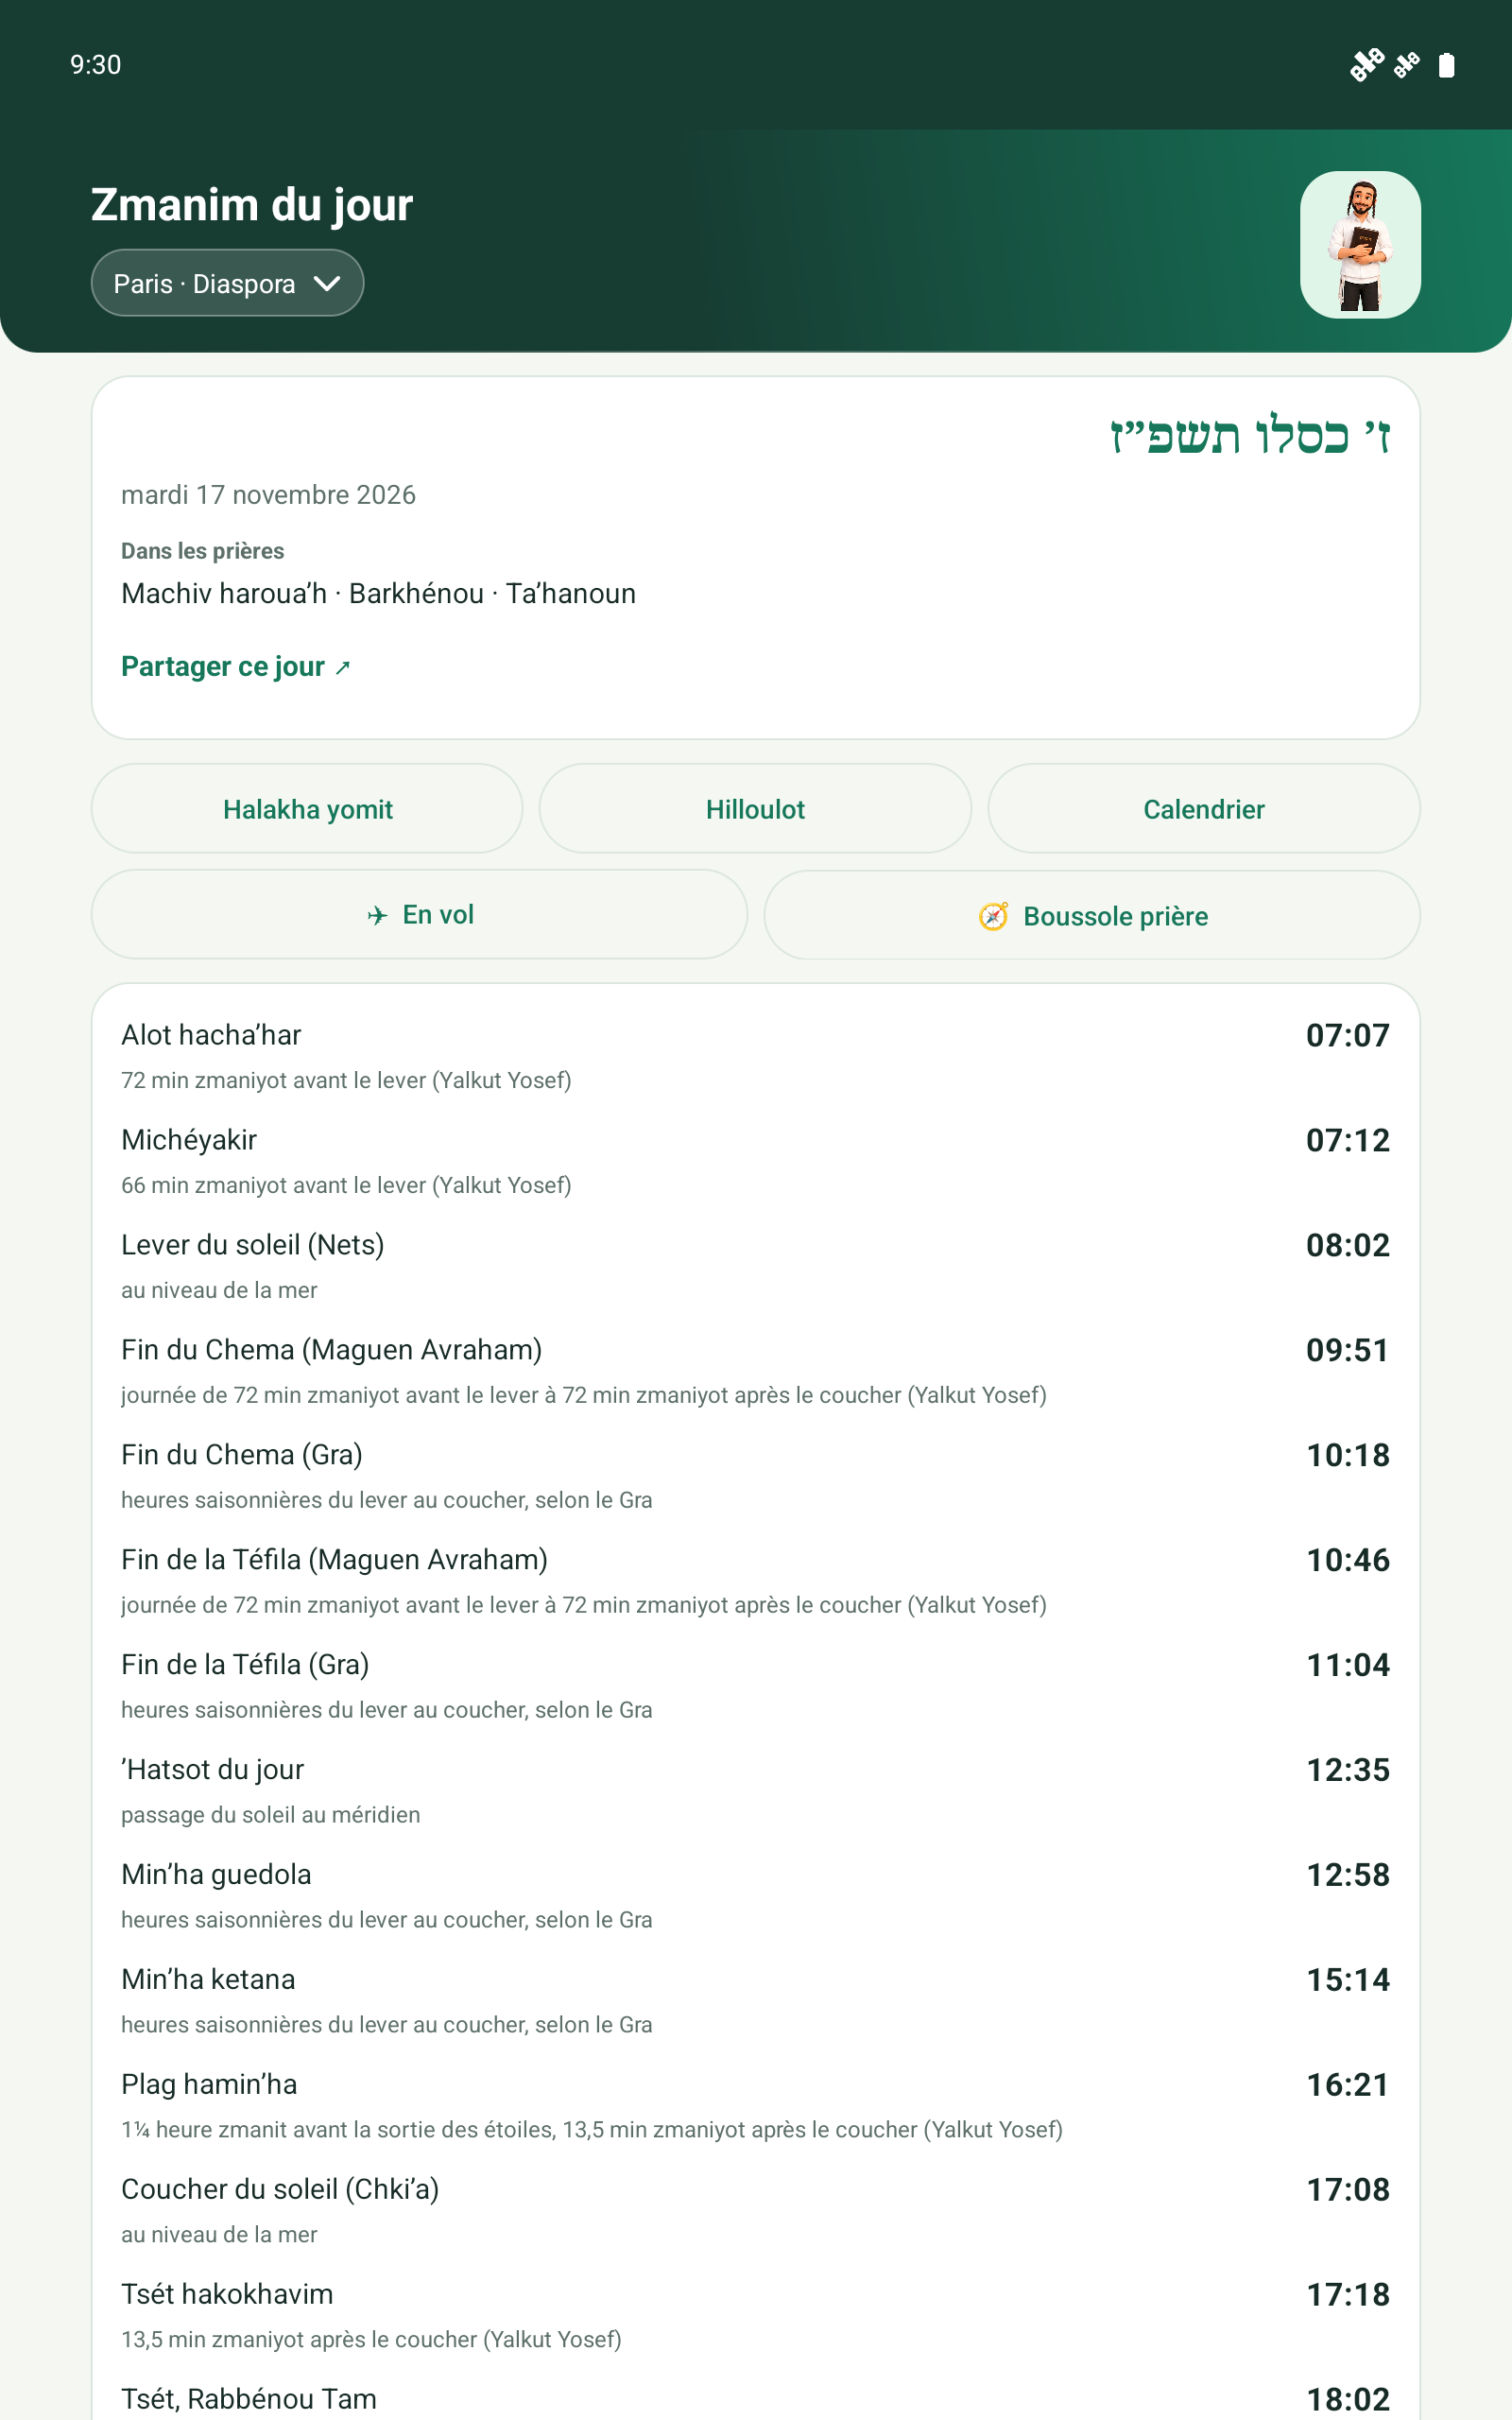 9:30
Zmanim du jour
Paris · Diaspora
ז׳ כסלו תשפ״ז
mardi 17 novembre 2026
Dans les prières
Machiv haroua’h · Barkhénou · Ta’hanoun
Partager ce jour ↗
Halakha yomit
Hilloulot
Calendrier
✈ En vol
🧭 Boussole prière
Alot hacha’har 07:07
72 min zmaniyot avant le lever (Yalkut Yosef)
Michéyakir 07:12
66 min zmaniyot avant le lever (Yalkut Yosef)
Lever du soleil (Nets) 08:02
au niveau de la mer
Fin du Chema (Maguen Avraham) 09:51
journée de 72 min zmaniyot avant le lever à 72 min zmaniyot après le coucher (Yalkut Yosef)
Fin du Chema (Gra) 10:18
heures saisonnières du lever au coucher, selon le Gra
Fin de la Téfila (Maguen Avraham) 10:46
journée de 72 min zmaniyot avant le lever à 72 min zmaniyot après le coucher (Yalkut Yosef)
Fin de la Téfila (Gra) 11:04
heures saisonnières du lever au coucher, selon le Gra
’Hatsot du jour 12:35
passage du soleil au méridien
Min’ha guedola 12:58
heures saisonnières du lever au coucher, selon le Gra
Min’ha ketana 15:14
heures saisonnières du lever au coucher, selon le Gra
Plag hamin’ha 16:21
1¼ heure zmanit avant la sortie des étoiles, 13,5 min zmaniyot après le coucher (Yalkut Yosef)
Coucher du soleil (Chki’a) 17:08
au niveau de la mer
Tsét hakokhavim 17:18
13,5 min zmaniyot après le coucher (Yalkut Yosef)
Tsét, Rabbénou Tam 18:02